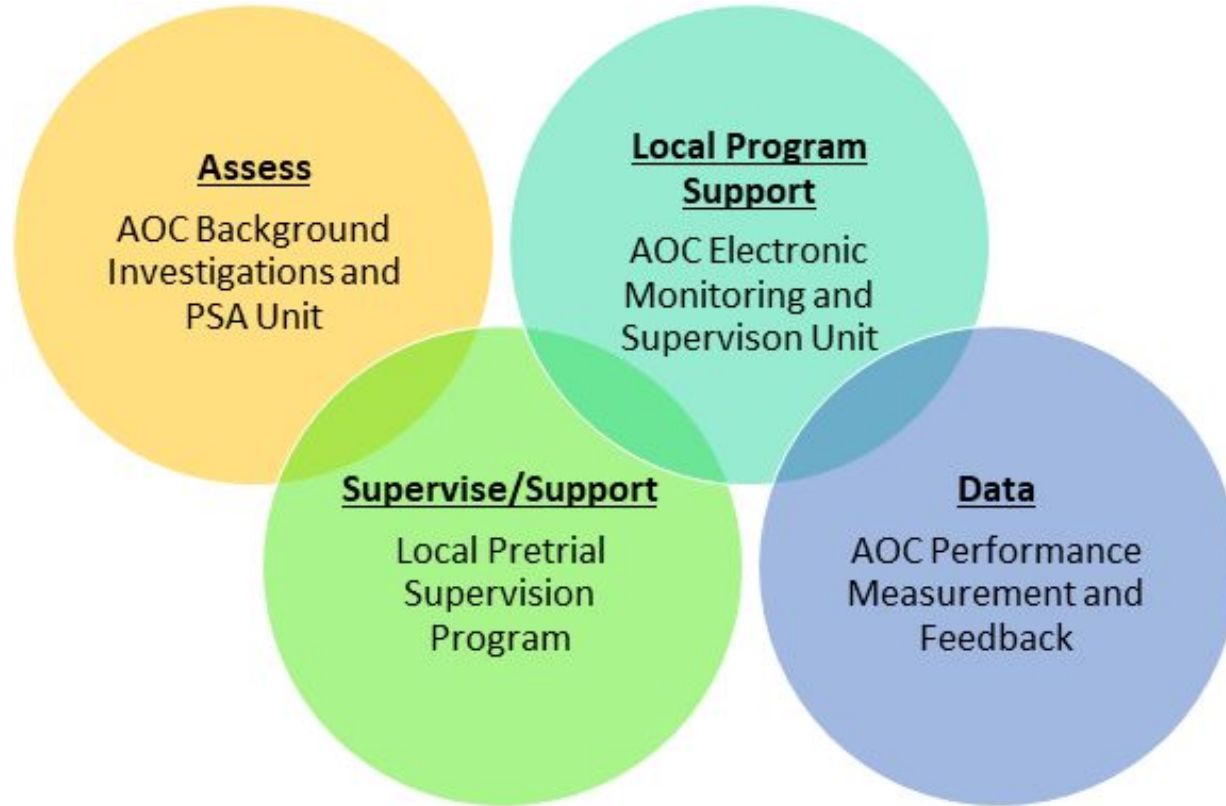 Assess
AOC Background
Investigations and
PSA Unit
Local Program
Support
AOC Electronic
Monitoring and
Supervison Unit
Supervise/Support
Local Pretrial
Supervision
Program
Data
AOC Performance
Measurement and
Feedback